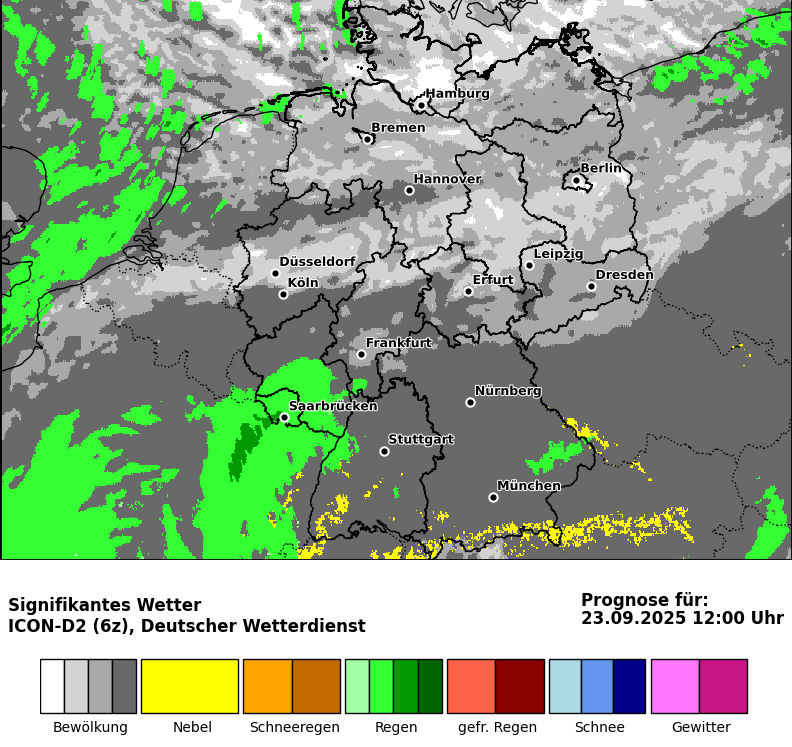 Hamburg
Bremen
Berlin
Hannover
Leipzig
Düsseldorf
Dresden
Köln
Erfurt
Frankfurt
Nürnberg
Saarbrücken
Stuttgart
München
Signifikantes Wetter
ICON-D2 (6z), Deutscher Wetterdienst
Prognose für:
23.09.2025 12:00 Uhr
Bewölkung Nebel Schneeregen Regen gefr. Regen Schnee Gewitter